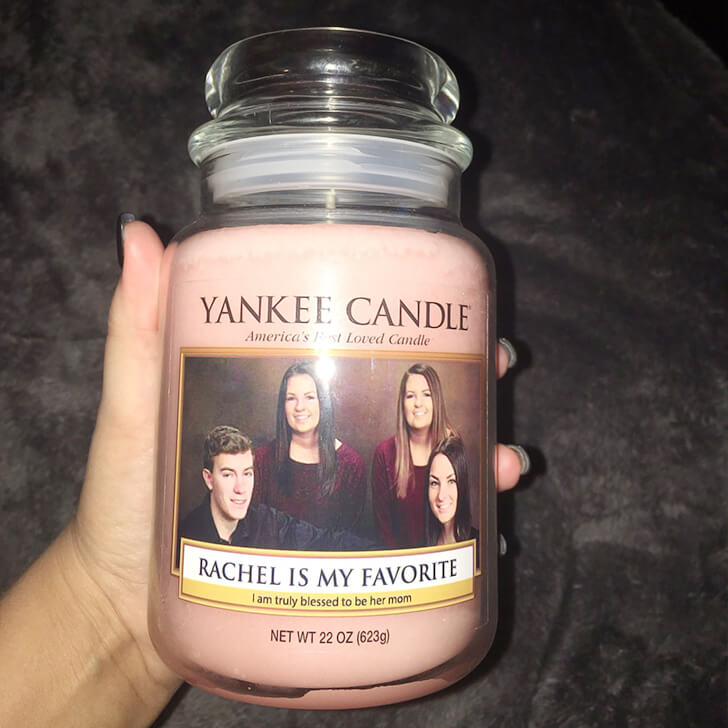 YANKEE CANDLE®
America's Best Loved Candle
RACHEL IS MY FAVORITE
I am truly blessed to be her mom
NET WT 22 OZ (623g)